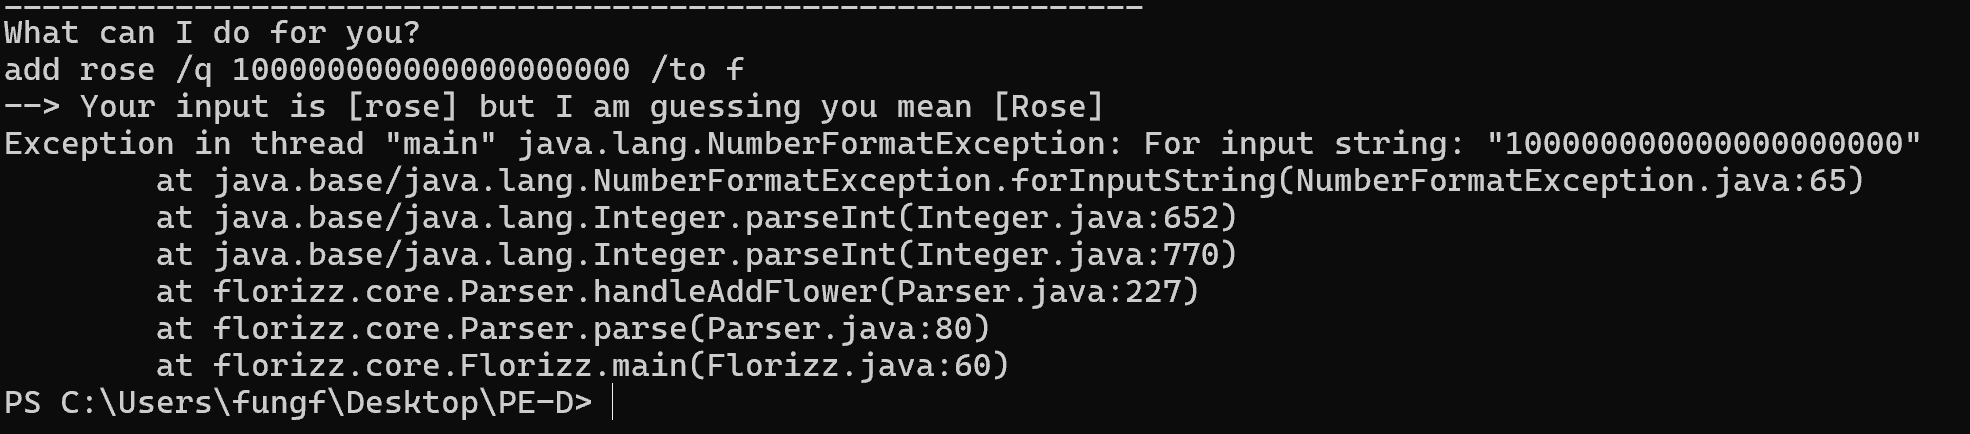 What can I do for you?
add rose /q 100000000000000000000 /to f
--> Your input is [rose] but I am guessing you mean [Rose]
Exception in thread "main" java.lang.NumberFormatException: For input string: "100000000000000000000"
at java.base/java.lang.NumberFormatException.forInputString(NumberFormatException.java:65)
at java.base/java.lang.Integer.parseInt(Integer.java:652)
at java.base/java.lang.Integer.parseInt(Integer.java:770)
at florizz.core.Parser.handleAddFlower(Parser.java:227)
at florizz.core.Parser.parse(Parser.java:80)
at florizz.core.Florizz.main(Florizz.java:60)
PS C:\Users\fungf\Desktop\PE-D>